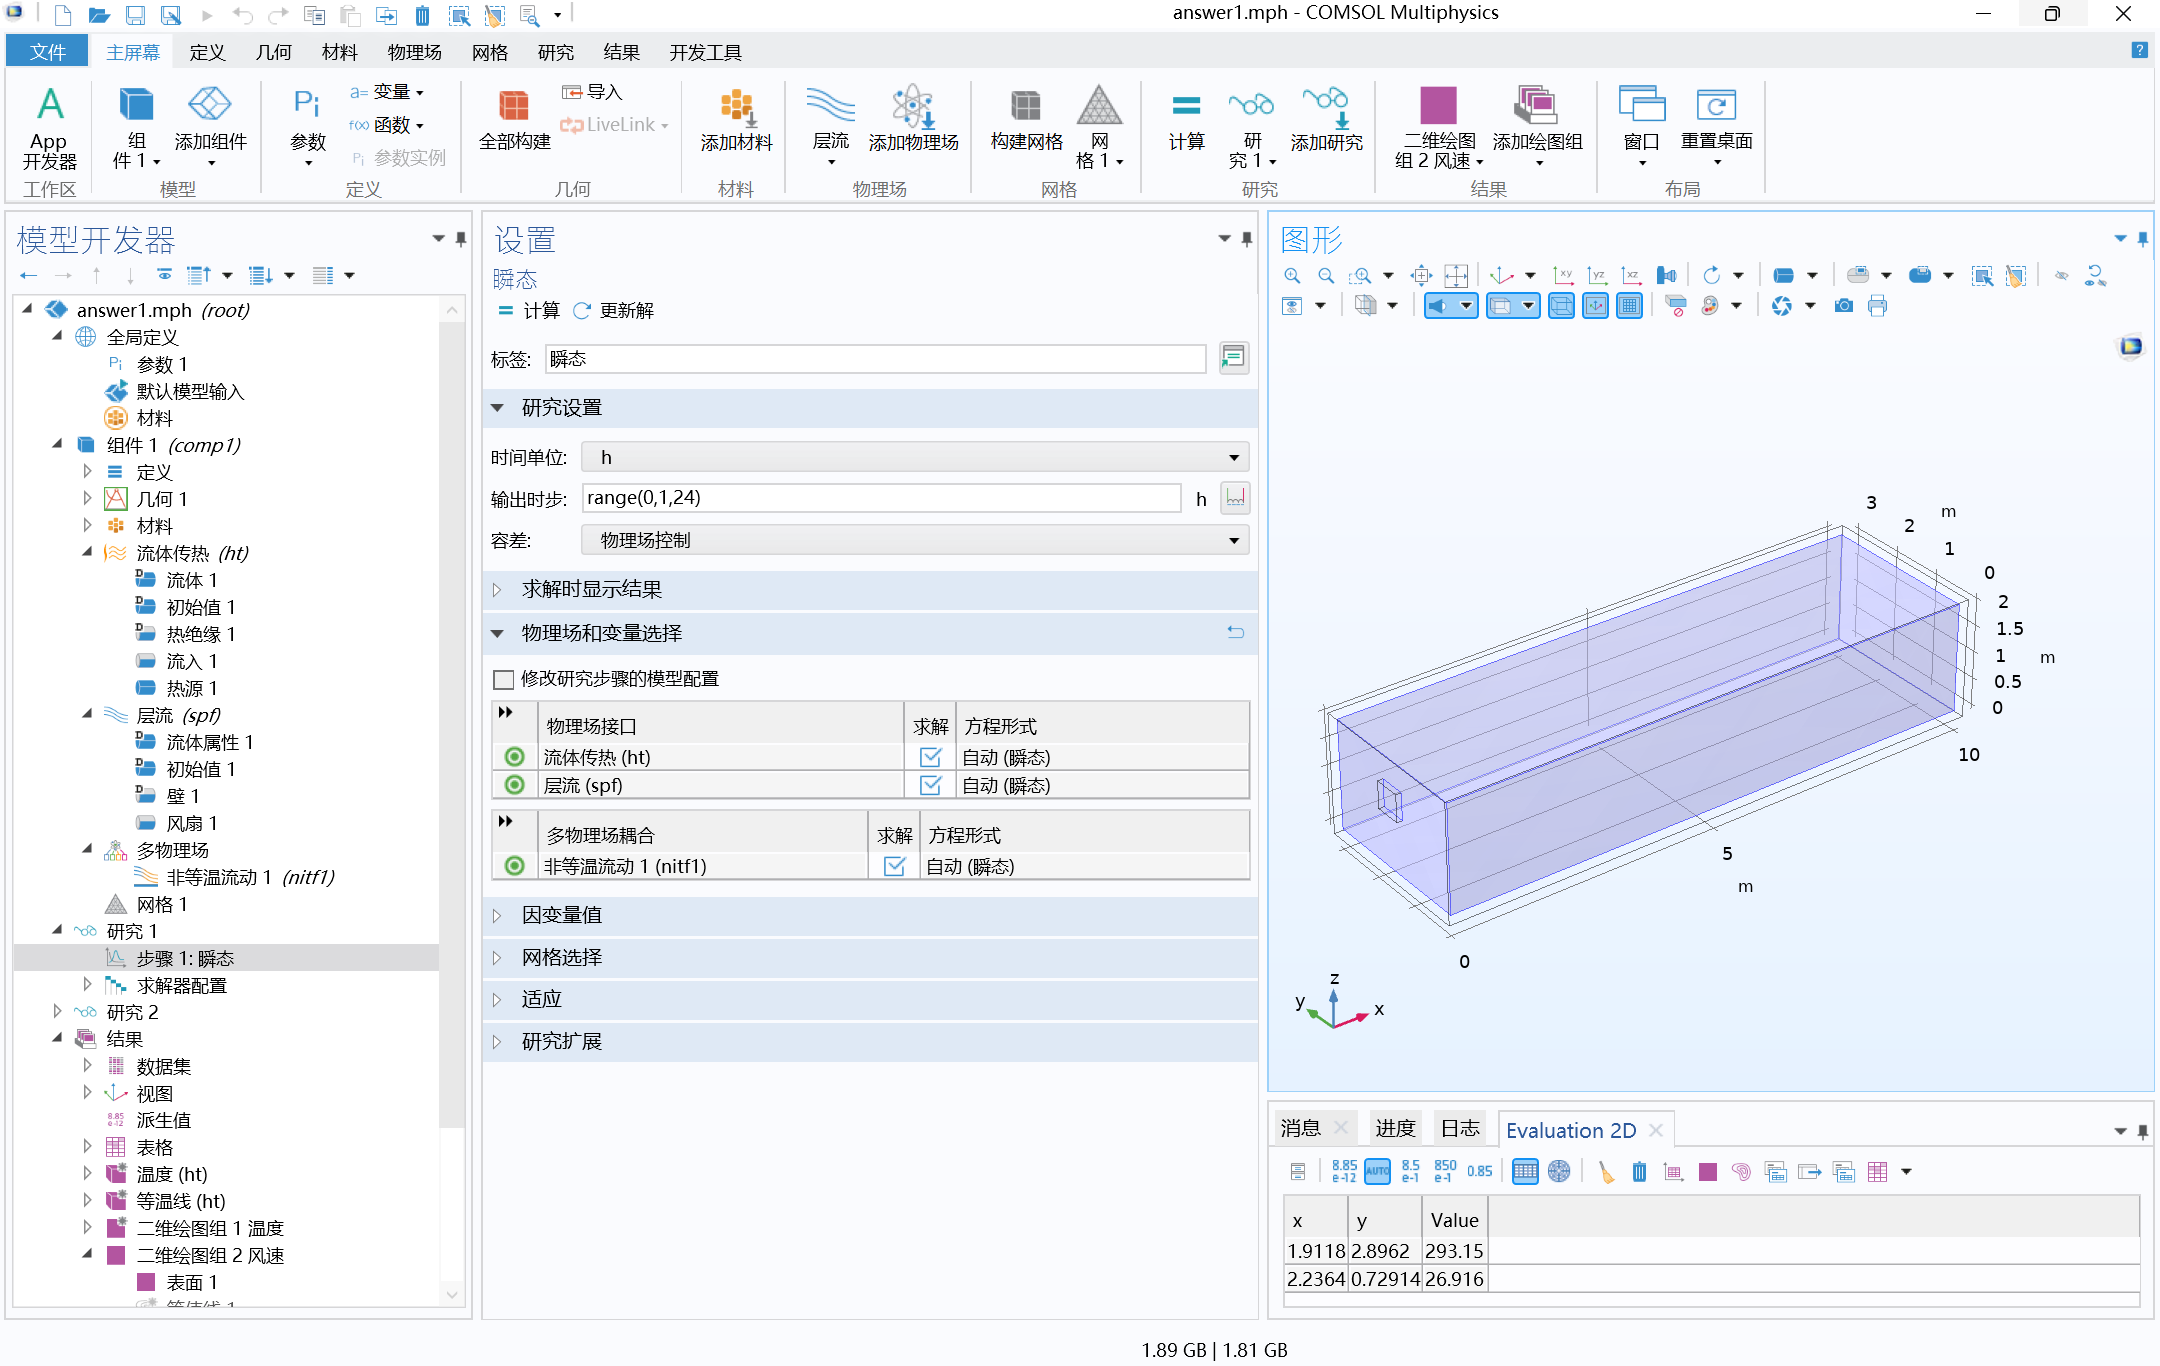 answer1.mph - COMSOL Multiphysics
文件 主屏幕 定义 几何 材料 物理场 网格 研究 结果 开发工具
App 开发器
工作区
组件 1
添加组件
模型
Pi 参数
a= 变量
f(x) 函数
Pi 参数实例
定义
全部构建
导入
LiveLink
几何
添加材料
材料
层流
添加物理场
物理场
构建网格
网格 1
网格
计算
研究 1
添加研究
研究
二维绘图组 2 风速
添加绘图组
结果
窗口
重置桌面
布局
模型开发器
answer1.mph (root)
全局定义
Pi 参数 1
默认模型输入
材料
组件 1 (comp1)
定义
几何 1
材料
流体传热 (ht)
流体 1
初始值 1
热绝缘 1
流入 1
热源 1
层流 (spf)
流体属性 1
初始值 1
壁 1
风扇 1
多物理场
非等温流动 1 (nitf1)
网格 1
研究 1
步骤 1: 瞬态
求解器配置
研究 2
结果
数据集
视图
8.85 e-12 派生值
表格
温度 (ht)
等温线 (ht)
二维绘图组 1 温度
二维绘图组 2 风速
表面 1
设置
瞬态
= 计算 更新解
标签: 瞬态
研究设置
时间单位: h
输出时步: range(0,1,24) h
容差: 物理场控制
求解时显示结果
物理场和变量选择
修改研究步骤的模型配置
物理场接口 求解 方程形式
流体传热 (ht) 自动 (瞬态)
层流 (spf) 自动 (瞬态)
多物理场耦合 求解 方程形式
非等温流动 1 (nitf1) 自动 (瞬态)
因变量值
网格选择
适应
研究扩展
图形
xy yz xz
3
2 m
1
0
2
1.5
1 m
0.5
0
10
5
m
0
z
y x
消息 进度 日志 Evaluation 2D
8.85 e-12 AUTO 8.5 e-1 850 e-1 0.85
x y Value
1.9118 2.8962 293.15
2.2364 0.72914 26.916
1.89 GB | 1.81 GB